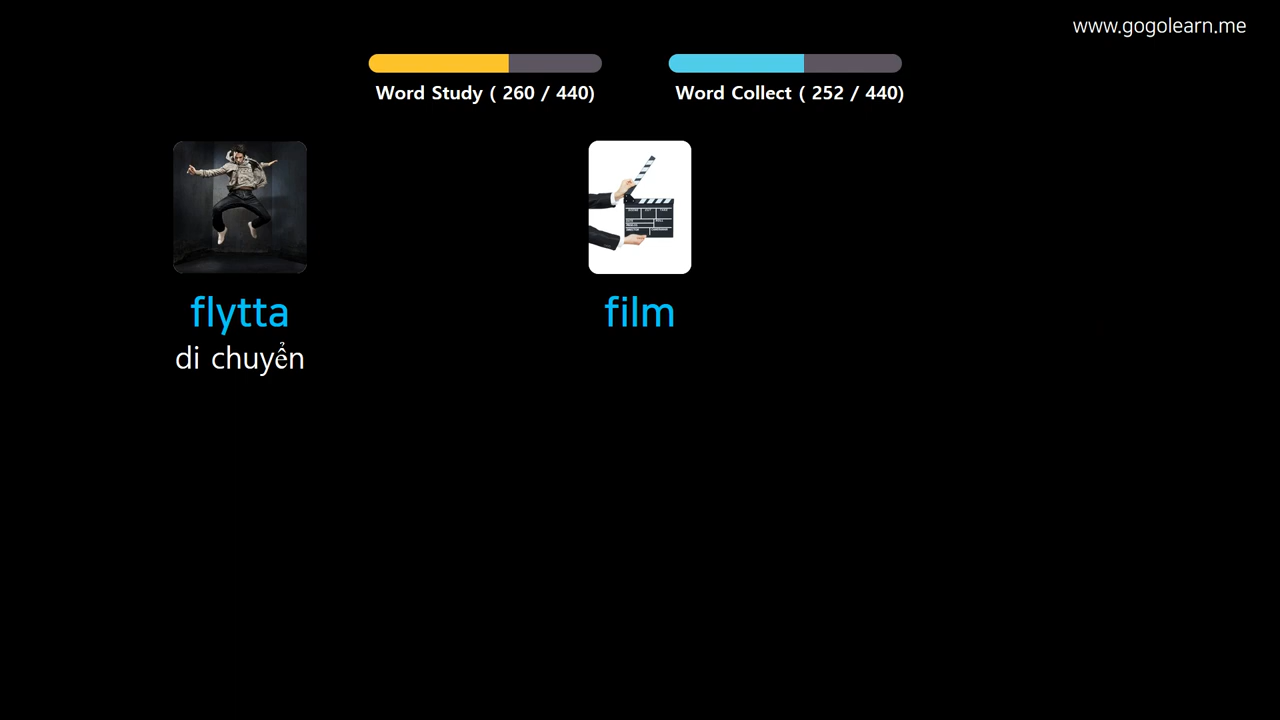 www.gogolearn.me
Word Study ( 260 / 440)
Word Collect ( 252 / 440)
flytta
film
di chuyển